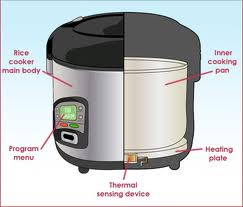 Rice
cooker
main body
Inner
cooking
pan
Program
menu
Heating
plate
Thermal
sensing device